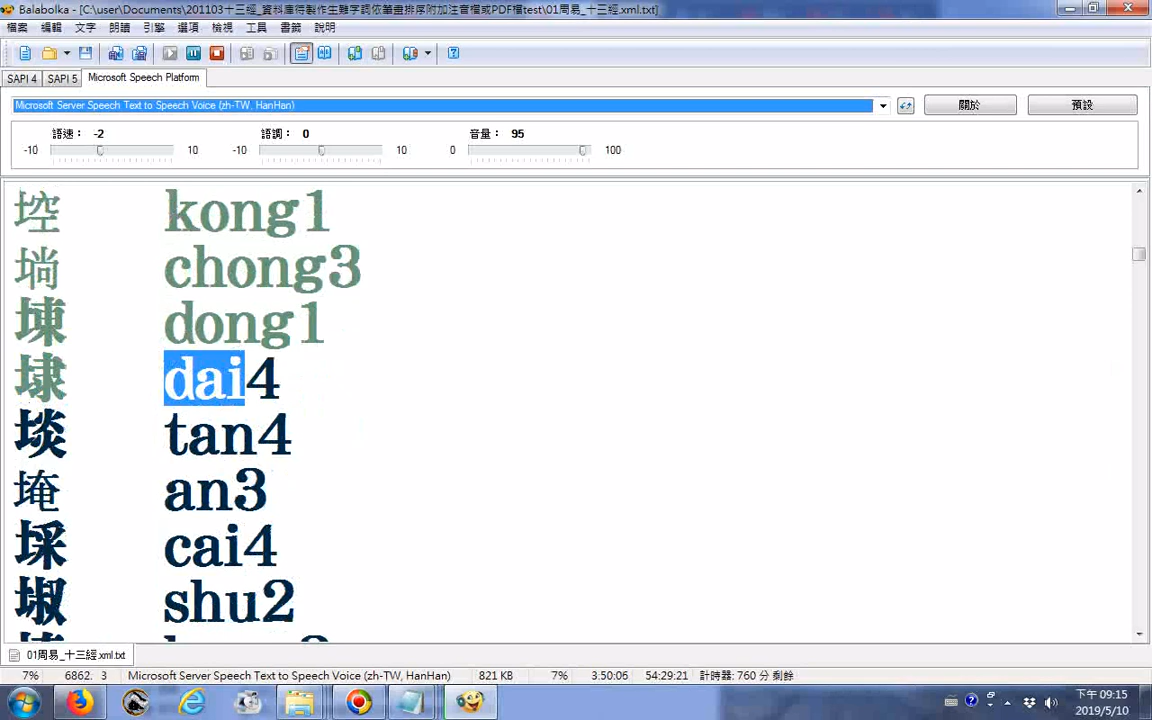 Balabolka - [C:\user\Documents\201103十三經_資料庫待製作生難字詞依筆畫排序附加注音檔或PDF檔test\01周易_十三經.xml.txt]
檔案 編輯 文字 朗讀 引擎 選項 檢視 工具 書籤 說明
SAPI 4 SAPI 5 Microsoft Speech Platform
Microsoft Server Speech Text to Speech Voice (zh-TW, HanHan) 關於 預設
語速： -2 語調： 0 音量： 95
-10 10 -10 10 0 100
埪 kong1
埫 chong3
埬 dong1
埭 dai4
埮 tan4
埯 an3
埰 cai4
埱 shu2
01周易_十三經.xml.txt
7% 6862: 3 Microsoft Server Speech Text to Speech Voice (zh-TW, HanHan) 821 KB 7% 3:50:06 54:29:21 計時器: 760 分 剩餘
下午 09:15
2019/5/10